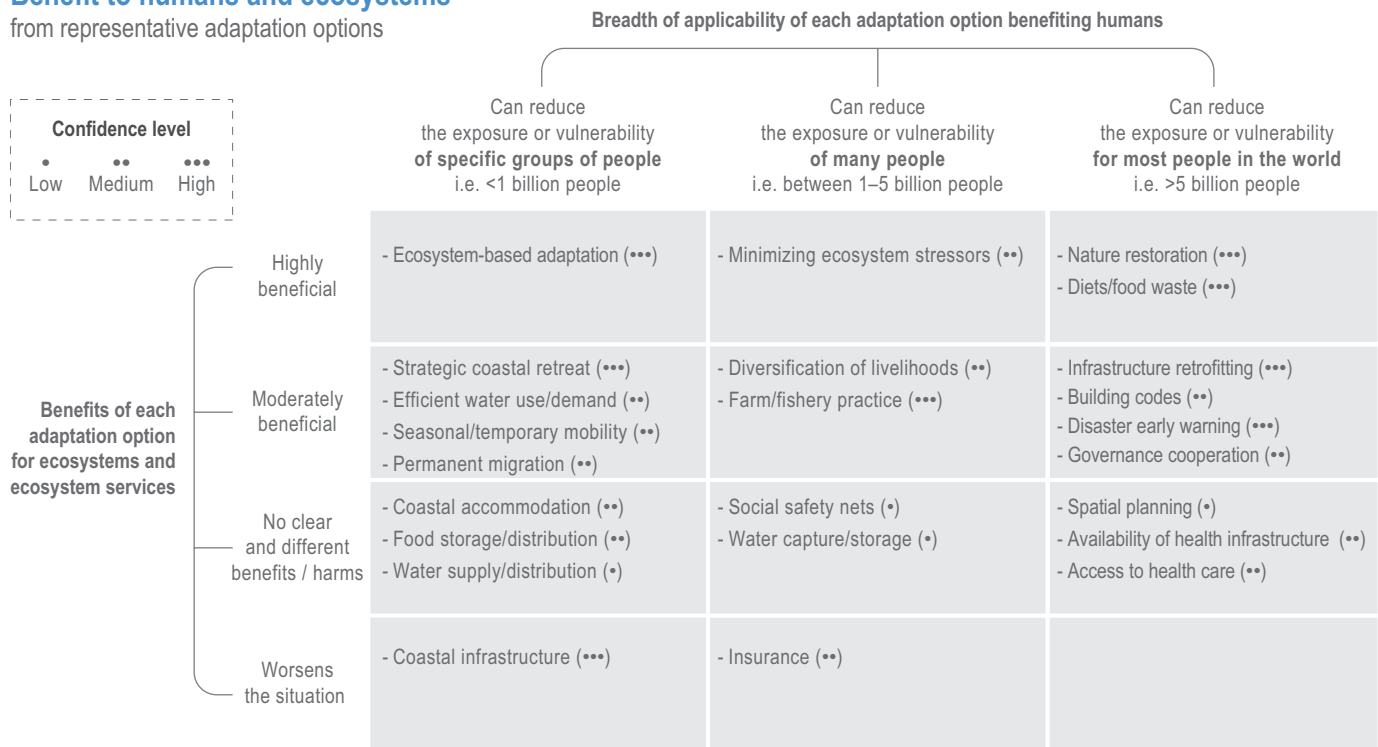 Benefit to humans and ecosystems
from representative adaptation options
Breadth of applicability of each adaptation option benefiting humans
Confidence level
• •• •••
Low Medium High
Can reduce
the exposure or vulnerability
of specific groups of people
i.e. <1 billion people
Can reduce
the exposure or vulnerability
of many people
i.e. between 1–5 billion people
Can reduce
the exposure or vulnerability
for most people in the world
i.e. >5 billion people
Benefits of each
adaptation option
for ecosystems and
ecosystem services
Highly
beneficial
- Ecosystem-based adaptation (•••)
- Minimizing ecosystem stressors (••)
- Nature restoration (•••)
- Diets/food waste (•••)
Moderately
beneficial
- Strategic coastal retreat (•••)
- Efficient water use/demand (••)
- Seasonal/temporary mobility (••)
- Permanent migration (••)
- Diversification of livelihoods (••)
- Farm/fishery practice (•••)
- Infrastructure retrofitting (•••)
- Building codes (••)
- Disaster early warning (•••)
- Governance cooperation (••)
No clear
and different
benefits / harms
- Coastal accommodation (••)
- Food storage/distribution (••)
- Water supply/distribution (•)
- Social safety nets (•)
- Water capture/storage (•)
- Spatial planning (•)
- Availability of health infrastructure (••)
- Access to health care (••)
Worsens
the situation
- Coastal infrastructure (•••)
- Insurance (••)